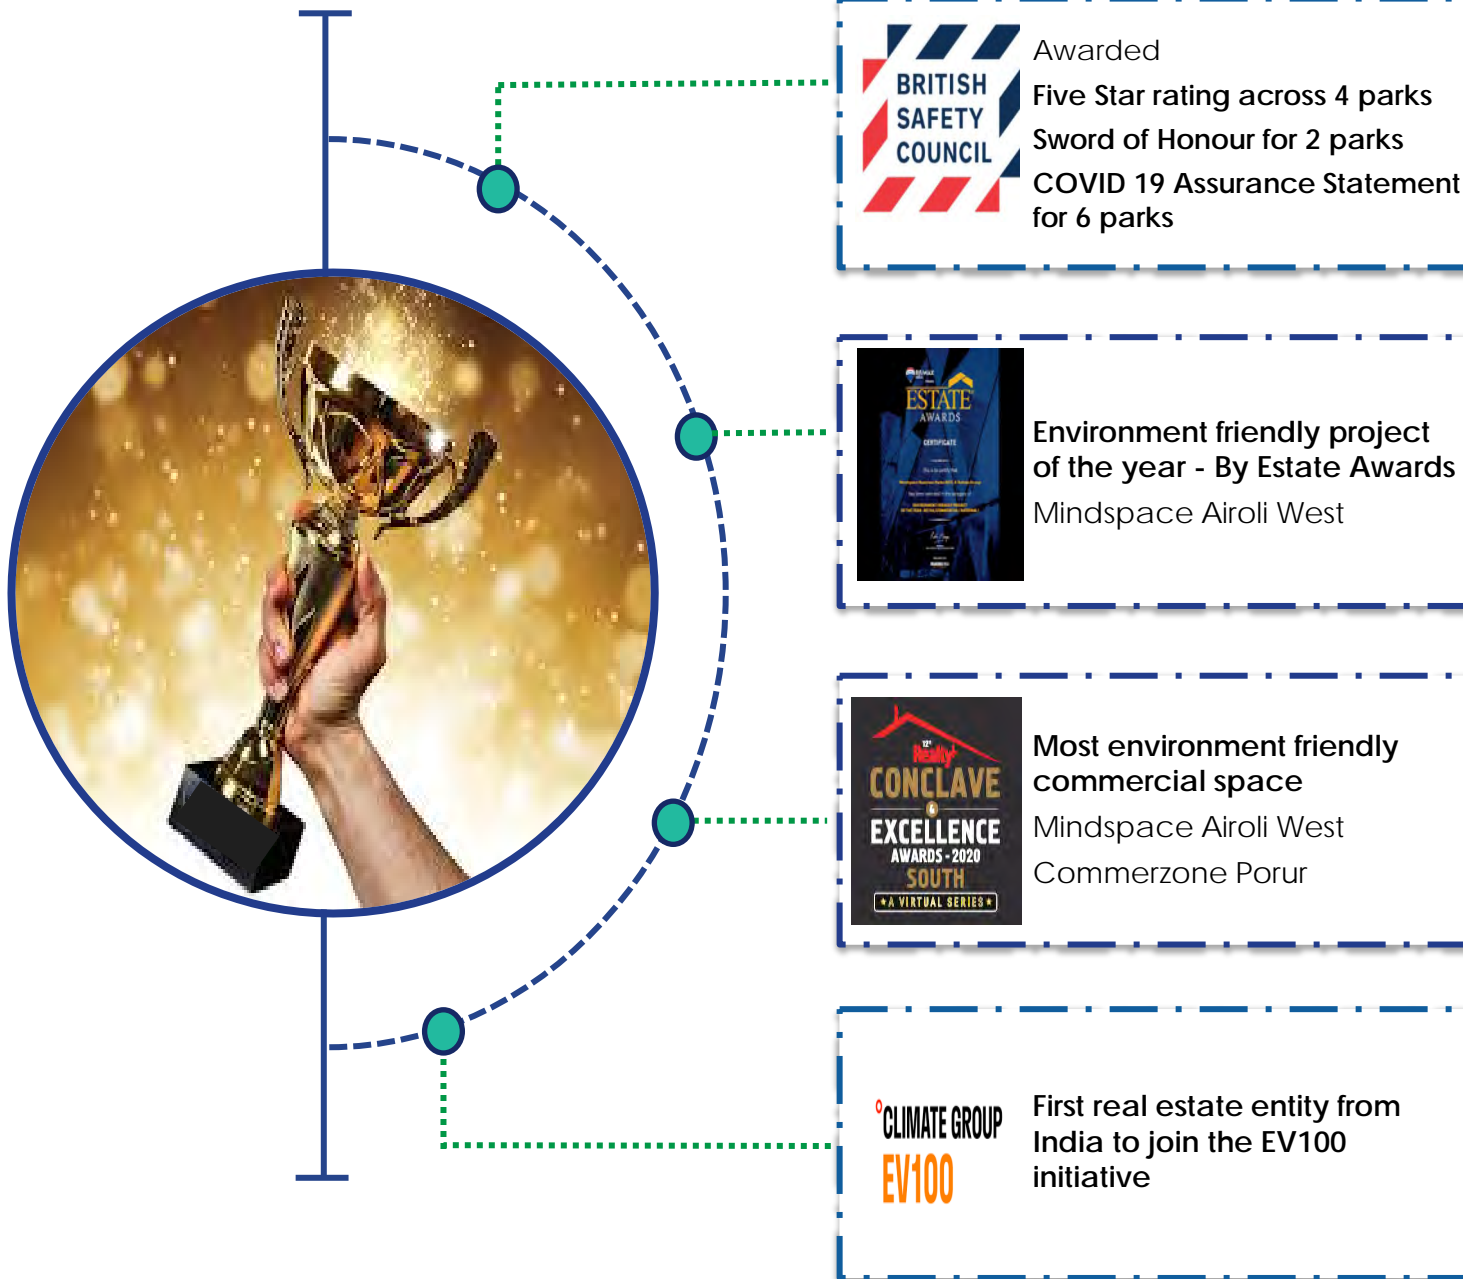 BRITISH
SAFETY
COUNCIL
Awarded
Five Star rating across 4 parks
Sword of Honour for 2 parks
COVID 19 Assurance Statement
for 6 parks
ESTATE
AWARDS
CERTIFICATE
Environment friendly project
of the year - By Estate Awards
Mindspace Airoli West
12th
Realty+
CONCLAVE
&
EXCELLENCE
AWARDS - 2020
SOUTH
★ A VIRTUAL SERIES ★
Most environment friendly
commercial space
Mindspace Airoli West
Commerzone Porur
°CLIMATE GROUP
EV100
First real estate entity from
India to join the EV100
initiative